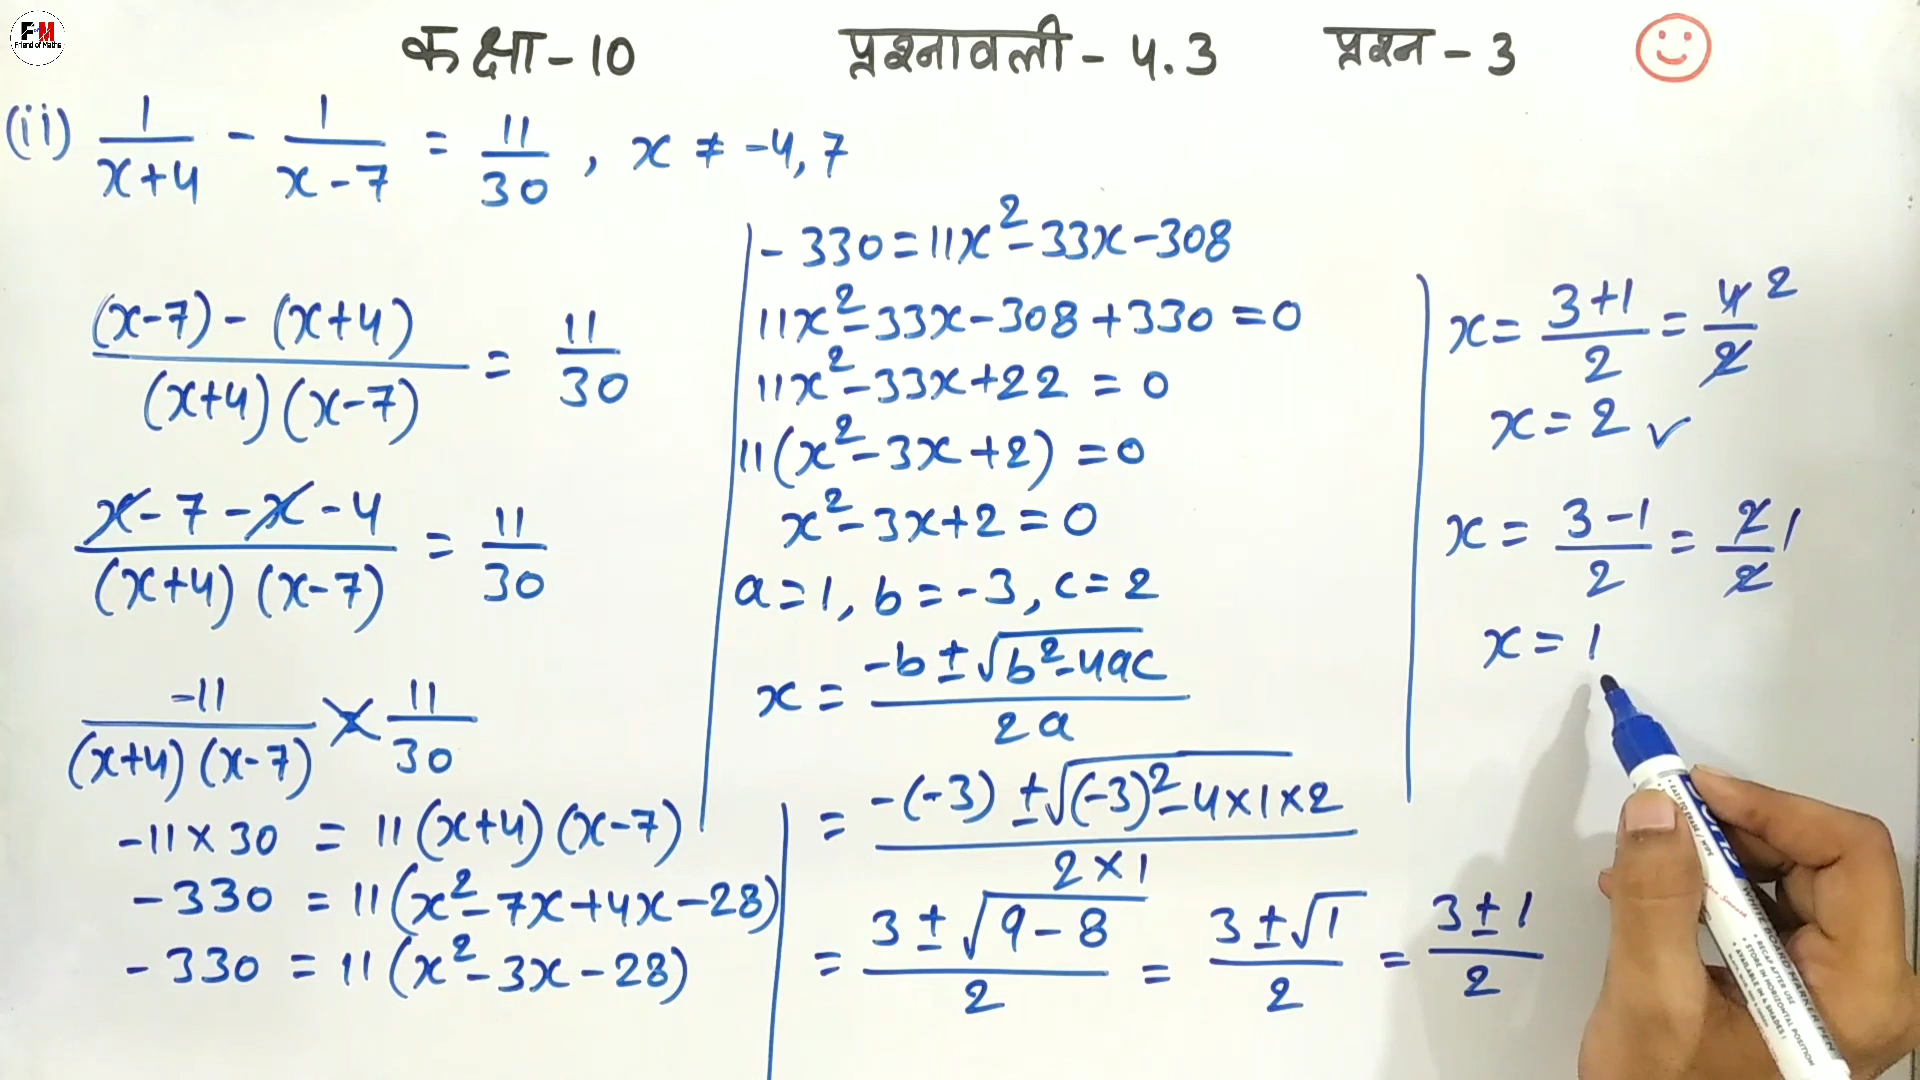 FM
Friend of Maths
कक्षा - 10 प्रश्नावली - 4.3 प्रश्न - 3
(ii) 1/(x+4) - 1/(x-7) = 11/30 , x ≠ -4, 7
((x-7) - (x+4))/((x+4)(x-7)) = 11/30
(x-7-x-4)/((x+4)(x-7)) = 11/30
-11/((x+4)(x-7)) × 11/30
-11×30 = 11(x+4)(x-7)
-330 = 11(x²-7x+4x-28)
-330 = 11(x²-3x-28)
-330 = 11x²-33x-308
11x²-33x-308+330 = 0
11x²-33x+22 = 0
11(x²-3x+2) = 0
x²-3x+2 = 0
a=1, b=-3, c=2
x = (-b±√(b²-4ac))/(2a)
= (-(-3)±√((-3)²-4×1×2))/(2×1)
= (3±√(9-8))/2 = (3±√1)/2 = (3±1)/2
x = (3+1)/2 = 4/2 2
x = 2 ✓
x = (3-1)/2 = 2/2 1
x = 1